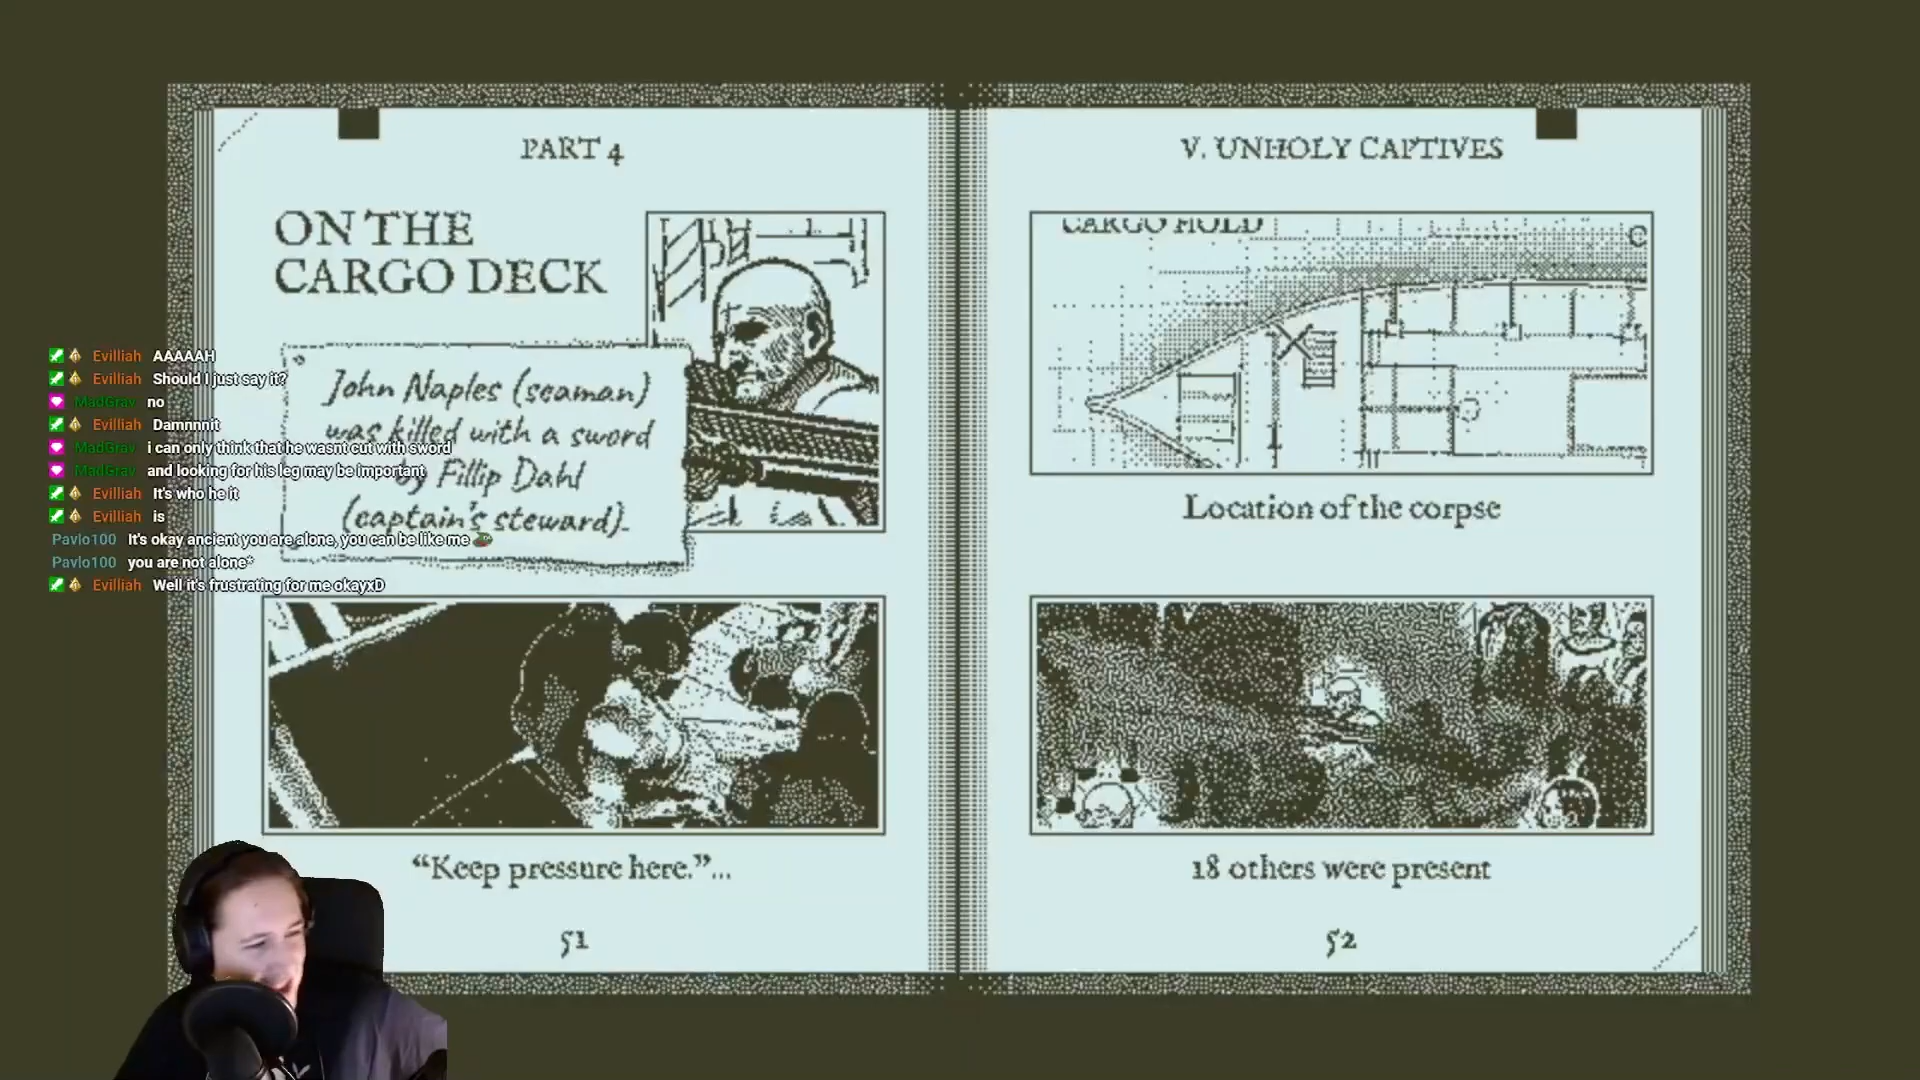 PART 4
V. UNHOLY CAPTIVES
ON THE
CARGO DECK
CARGO HOLD
C
John Naples (seaman)
was killed with a sword
by Fillip Dahl
(captain's steward).
Evilliah AAAAAH
Evilliah Should I just say it?
MadGrav no
Evilliah Damnnnit
MadGrav i can only think that he wasnt cut with sword
MadGrav and looking for his leg may be important
Evilliah It's who he it
Evilliah is
Pavlo100 It's okay ancient you are alone, you can be like me
Pavlo100 you are not alone*
Evilliah Well it's frustrating for me okayxD
Location of the corpse
“Keep pressure here.”...
18 others were present
51
52